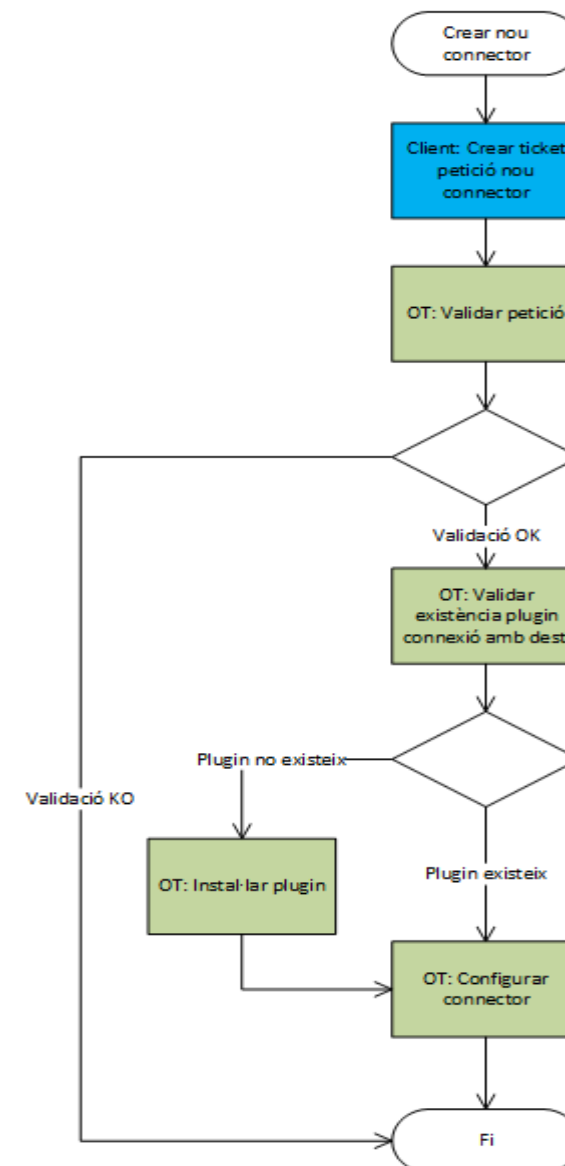 Crear nou
connector
Client: Crear ticket
petició nou
connector
OT: Validar petició
Validació OK
OT: Validar
existència plugin
connexió amb dest
Plugin no existeix
Validació KO
OT: Instal·lar plugin
Plugin existeix
OT: Configurar
connector
Fi